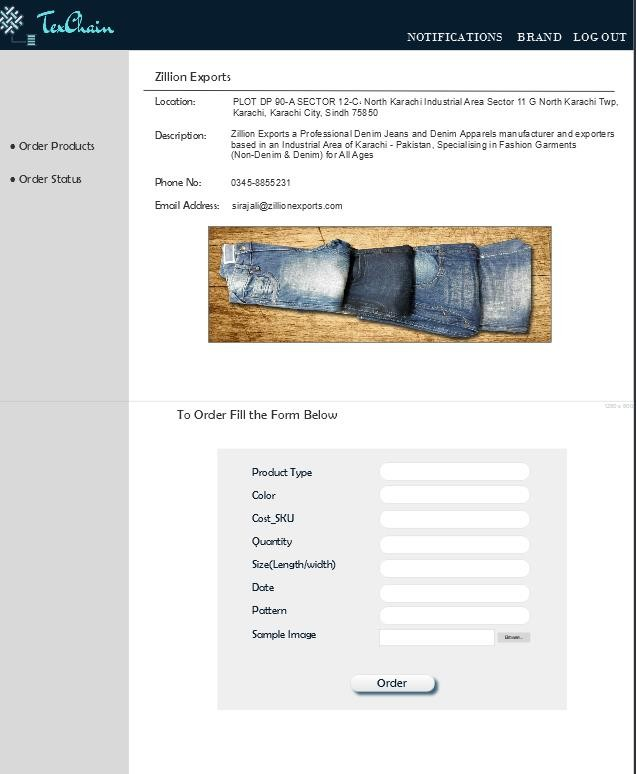 TexChain
NOTIFICATIONS BRAND LOG OUT
• Order Products
• Order Status
Zillion Exports
Location: PLOT DP 90-A SECTOR 12-C, North Karachi Industrial Area Sector 11 G North Karachi Twp,
Karachi, Karachi City, Sindh 75850
Description: Zillion Exports a Professional Denim Jeans and Denim Apparels manufacturer and exporters
based in an Industrial Area of Karachi - Pakistan, Specialising in Fashion Garments
(Non-Denim & Denim) for All Ages
Phone No: 0345-8855231
Email Address: sirajali@zillionexports.com
To Order Fill the Form Below
Product Type
Color
Cost_SKU
Quantity
Size(Length/width)
Date
Pattern
Sample Image Browse..
Order